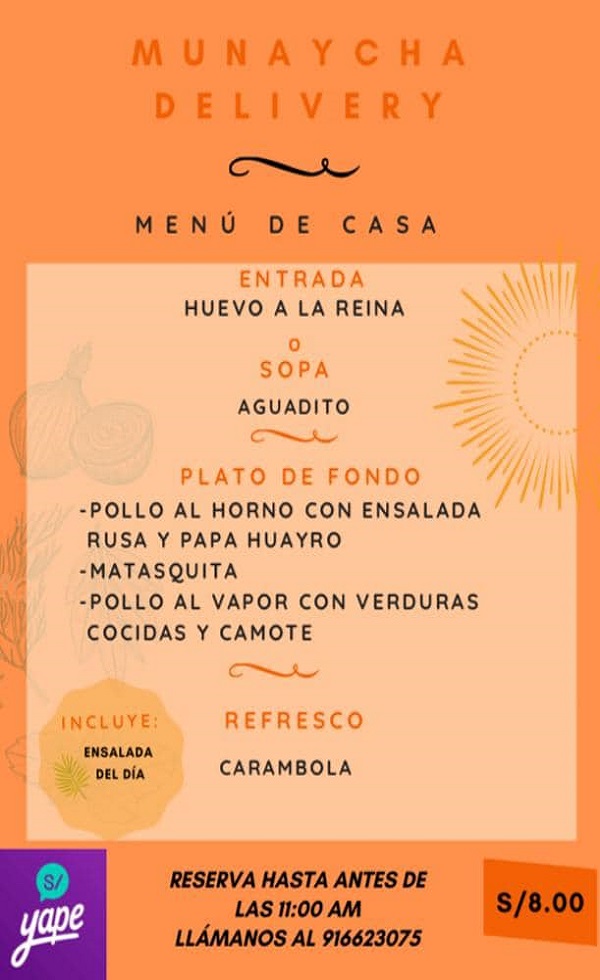 MUNAYCHA
DELIVERY
MENÚ DE CASA
ENTRADA
HUEVO A LA REINA
o
SOPA
AGUADITO
PLATO DE FONDO
-POLLO AL HORNO CON ENSALADA
RUSA Y PAPA HUAYRO
-MATASQUITA
-POLLO AL VAPOR CON VERDURAS
COCIDAS Y CAMOTE
INCLUYE:
ENSALADA
DEL DÍA
REFRESCO
CARAMBOLA
S/
yape
RESERVA HASTA ANTES DE
LAS 11:00 AM
LLÁMANOS AL 916623075
S/8.00